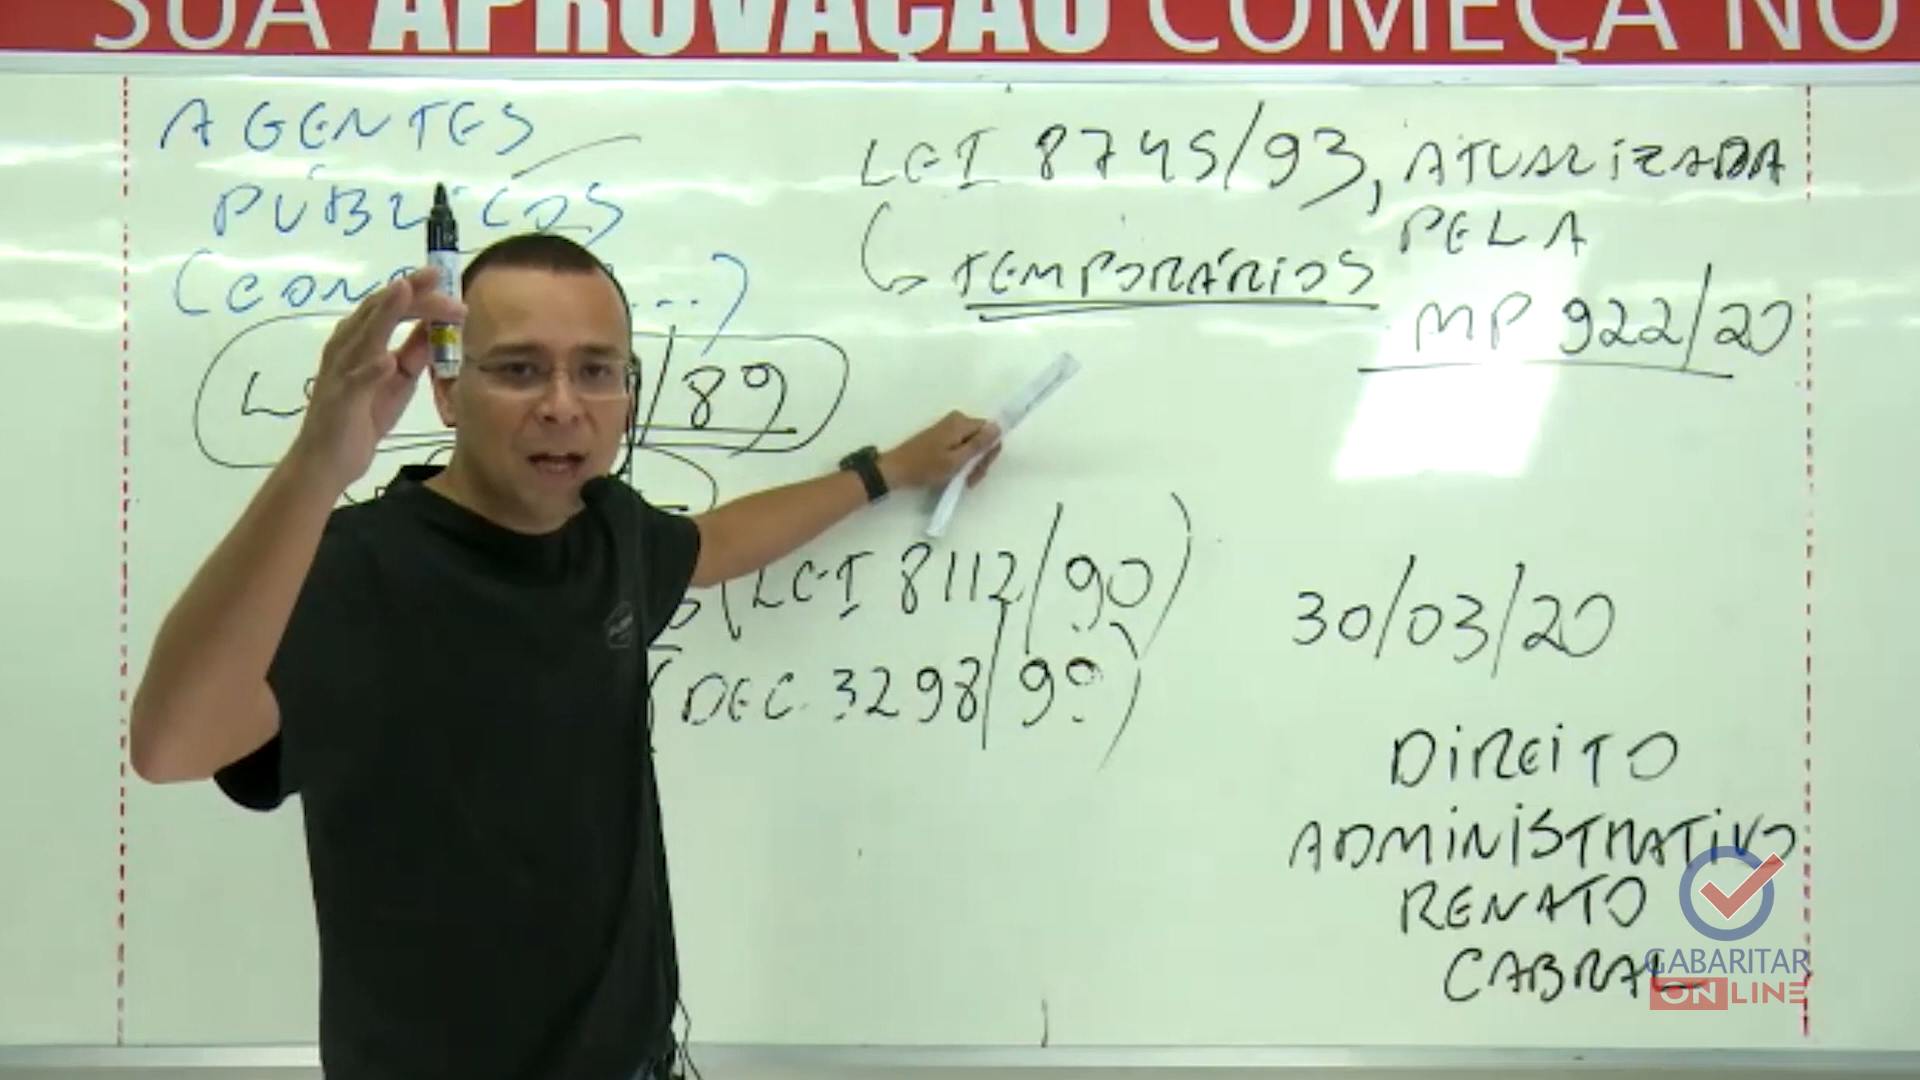 SUA APROVAÇÃO COMEÇA NO
AGENTES
PÚBLICOS
/89
LEI 8745/93, ATUALIZADA
PELA
TEMPORÁRIOS
MP 922/20
(LEI 8112/90)
(DEC. 3298/99)
30/03/20
DIREITO
ADMINISTRATIVO
RENATO
CABRAL
GABARITAR
ONLINE